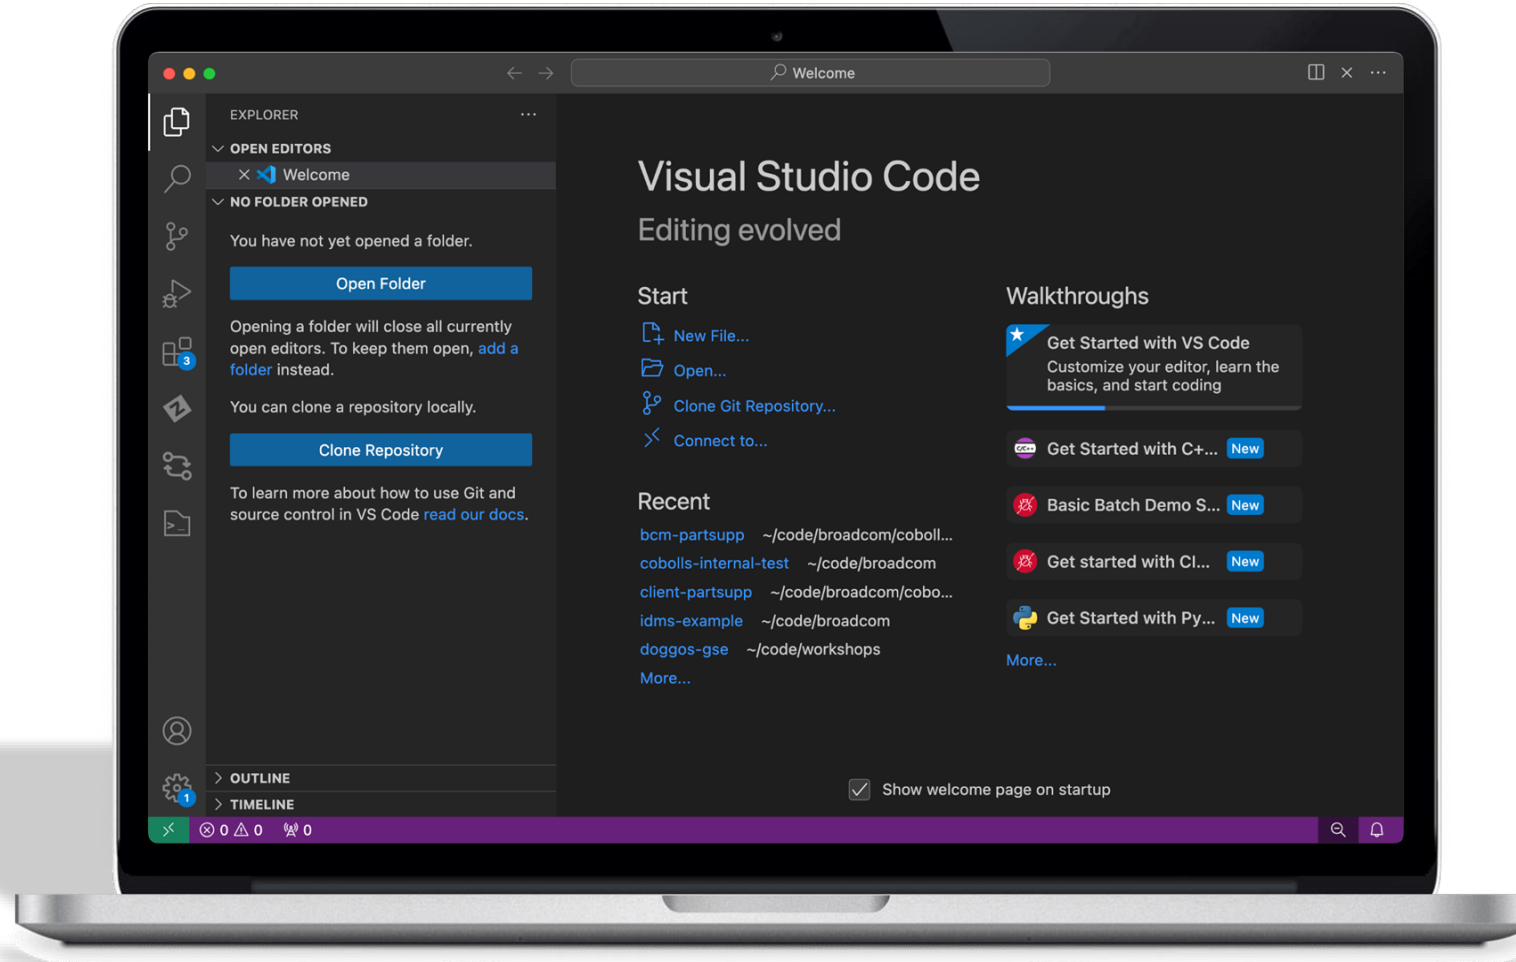 Welcome
EXPLORER
OPEN EDITORS
Welcome
NO FOLDER OPENED
You have not yet opened a folder.
Open Folder
Opening a folder will close all currently
open editors. To keep them open, add a
folder instead.
You can clone a repository locally.
Clone Repository
To learn more about how to use Git and
source control in VS Code read our docs.
OUTLINE
TIMELINE
3
1
Visual Studio Code
Editing evolved
Start
New File...
Open...
Clone Git Repository...
Connect to...
Recent
bcm-partsupp ~/code/broadcom/coboll...
cobolls-internal-test ~/code/broadcom
client-partsupp ~/code/broadcom/cobo...
idms-example ~/code/broadcom
doggos-gse ~/code/workshops
More...
Walkthroughs
Get Started with VS Code
Customize your editor, learn the
basics, and start coding
C/C++ Get Started with C+... New
Basic Batch Demo S... New
Get started with Cl... New
Get Started with Py... New
More...
Show welcome page on startup
0 0 0